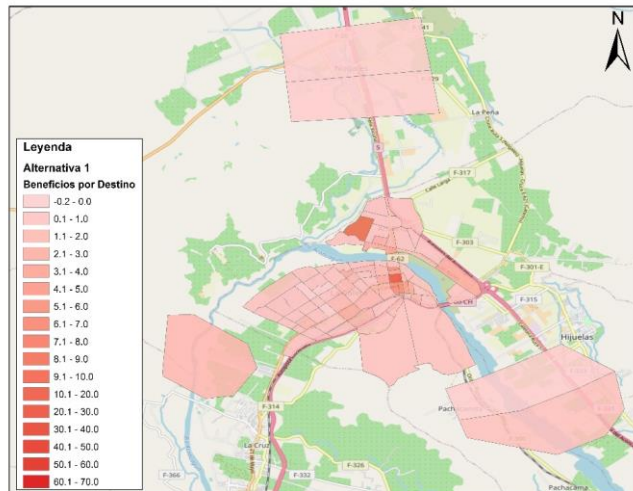 N
La Peña
F-317
F-303
F-62
F-301-E
F-315
Hijuelas
F-314
La Cruz
F-366
F-332
F-326
Pachacama
Leyenda
Alternativa 1
Beneficios por Destino
-0.2 - 0.0
0.1 - 1.0
1.1 - 2.0
2.1 - 3.0
3.1 - 4.0
4.1 - 5.0
5.1 - 6.0
6.1 - 7.0
7.1 - 8.0
8.1 - 9.0
9.1 - 10.0
10.1 - 20.0
20.1 - 30.0
30.1 - 40.0
40.1 - 50.0
50.1 - 60.0
60.1 - 70.0